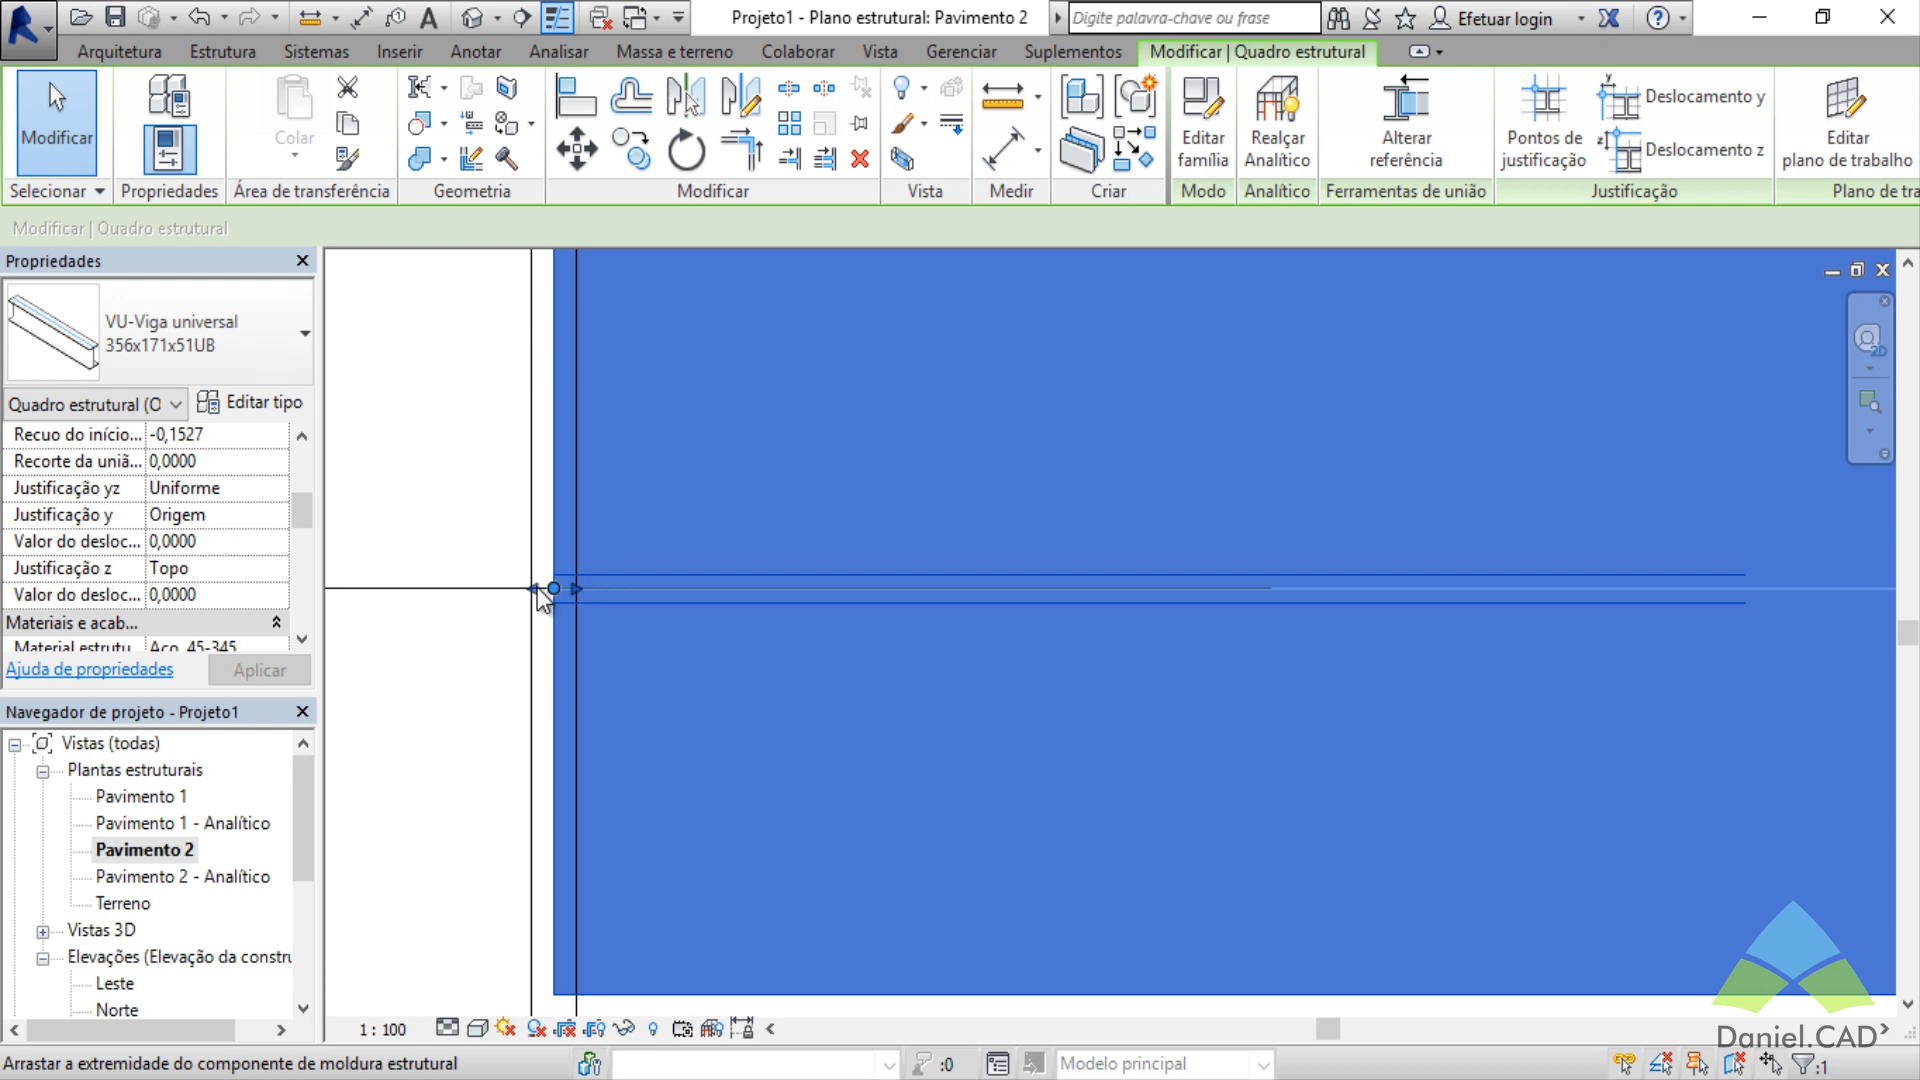 Projeto1 - Plano estrutural: Pavimento 2
Digite palavra-chave ou frase
Efetuar login
Arquitetura Estrutura Sistemas Inserir Anotar Analisar Massa e terreno Colaborar Vista Gerenciar Suplementos Modificar | Quadro estrutural
Modificar
Colar
Editar família
Realçar Analítico
Alterar referência
Pontos de justificação
Deslocamento y
Deslocamento z
Editar plano de trabalho
Selecionar Propriedades Área de transferência Geometria Modificar Vista Medir Criar Modo Analítico Ferramentas de união Justificação Plano de tra
Modificar | Quadro estrutural
Propriedades
VU-Viga universal
356x171x51UB
Quadro estrutural (O Editar tipo
Recuo do início... -0,1527
Recorte da uniã... 0,0000
Justificação yz Uniforme
Justificação y Origem
Valor do desloc... 0,0000
Justificação z Topo
Valor do desloc... 0,0000
Materiais e acab...
Material estrutu Aço, 45-345
Ajuda de propriedades Aplicar
Navegador de projeto - Projeto1
Vistas (todas)
Plantas estruturais
Pavimento 1
Pavimento 1 - Analítico
Pavimento 2
Pavimento 2 - Analítico
Terreno
Vistas 3D
Elevações (Elevação da constru
Leste
Norte
1 : 100
2D
Daniel.CAD
Arrastar a extremidade do componente de moldura estrutural
:0
Modelo principal
:1